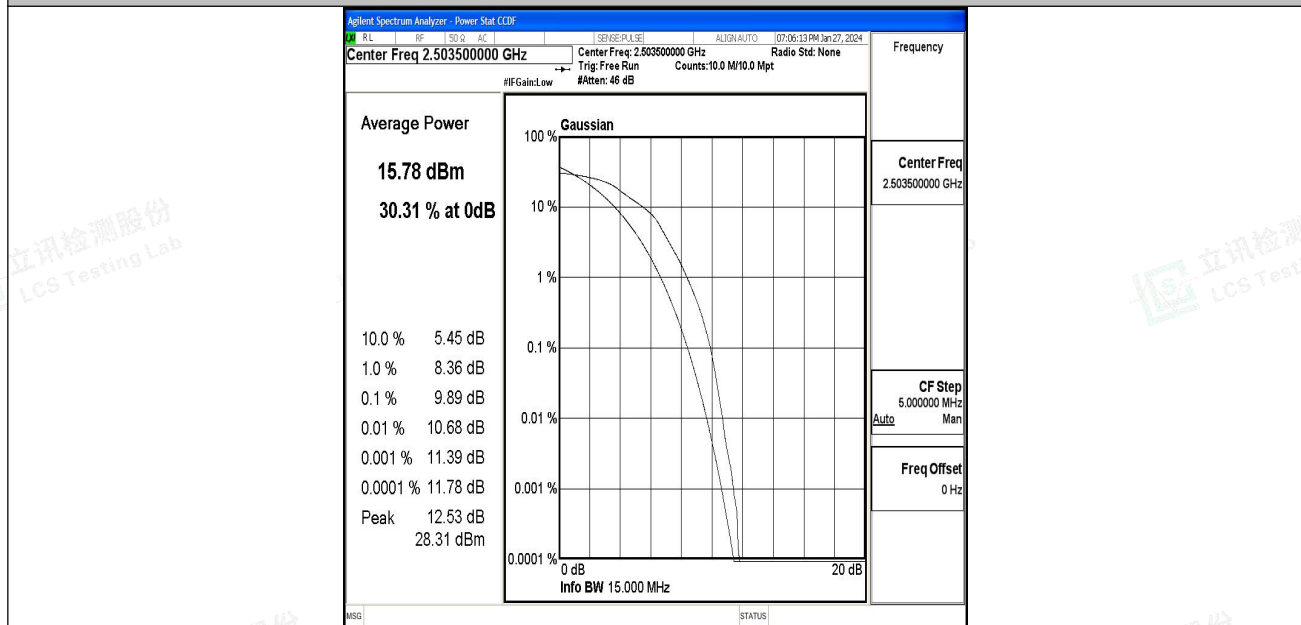 Agilent Spectrum Analyzer - Power Stat CCDF
LXI RL RF 50 Ω AC SENSE:PULSE ALIGN AUTO 07:06:13 PM Jan 27, 2024
Center Freq 2.503500000 GHz
Center Freq: 2.503500000 GHz Radio Std: None
Trig: Free Run Counts:10.0 M/10.0 Mpt
#IFGain:Low #Atten: 46 dB
Frequency
Average Power
15.78 dBm
30.31 % at 0dB
10.0 % 5.45 dB
1.0 % 8.36 dB
0.1 % 9.89 dB
0.01 % 10.68 dB
0.001 % 11.39 dB
0.0001 % 11.78 dB
Peak 12.53 dB
28.31 dBm
Gaussian
100 %
10 %
1 %
0.1 %
0.01 %
0.001 %
0.0001 %
0 dB 20 dB
Info BW 15.000 MHz
Center Freq
2.503500000 GHz
CF Step
5.000000 MHz
Auto Man
Freq Offset
0 Hz
MSG STATUS
立讯检测股份
LCS Testing Lab
立讯检测
LCS Test